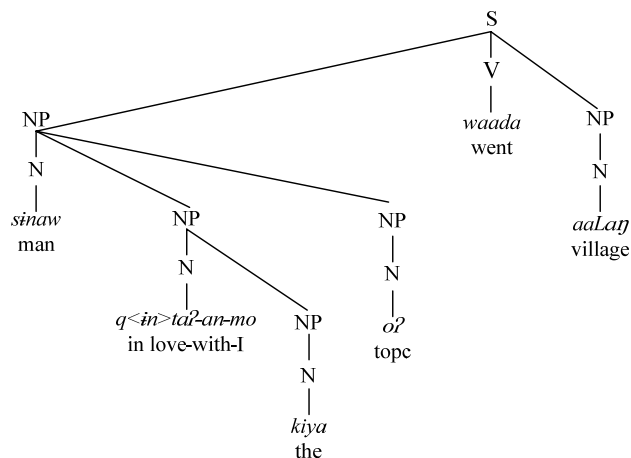 S
V
waada
went
NP
N
sɨnaw
man
NP
N
q<ɨn>taʔ-an-mo
in love-with-I
NP
N
kiya
the
NP
N
oʔ
topc
NP
N
aaLaŋ
village